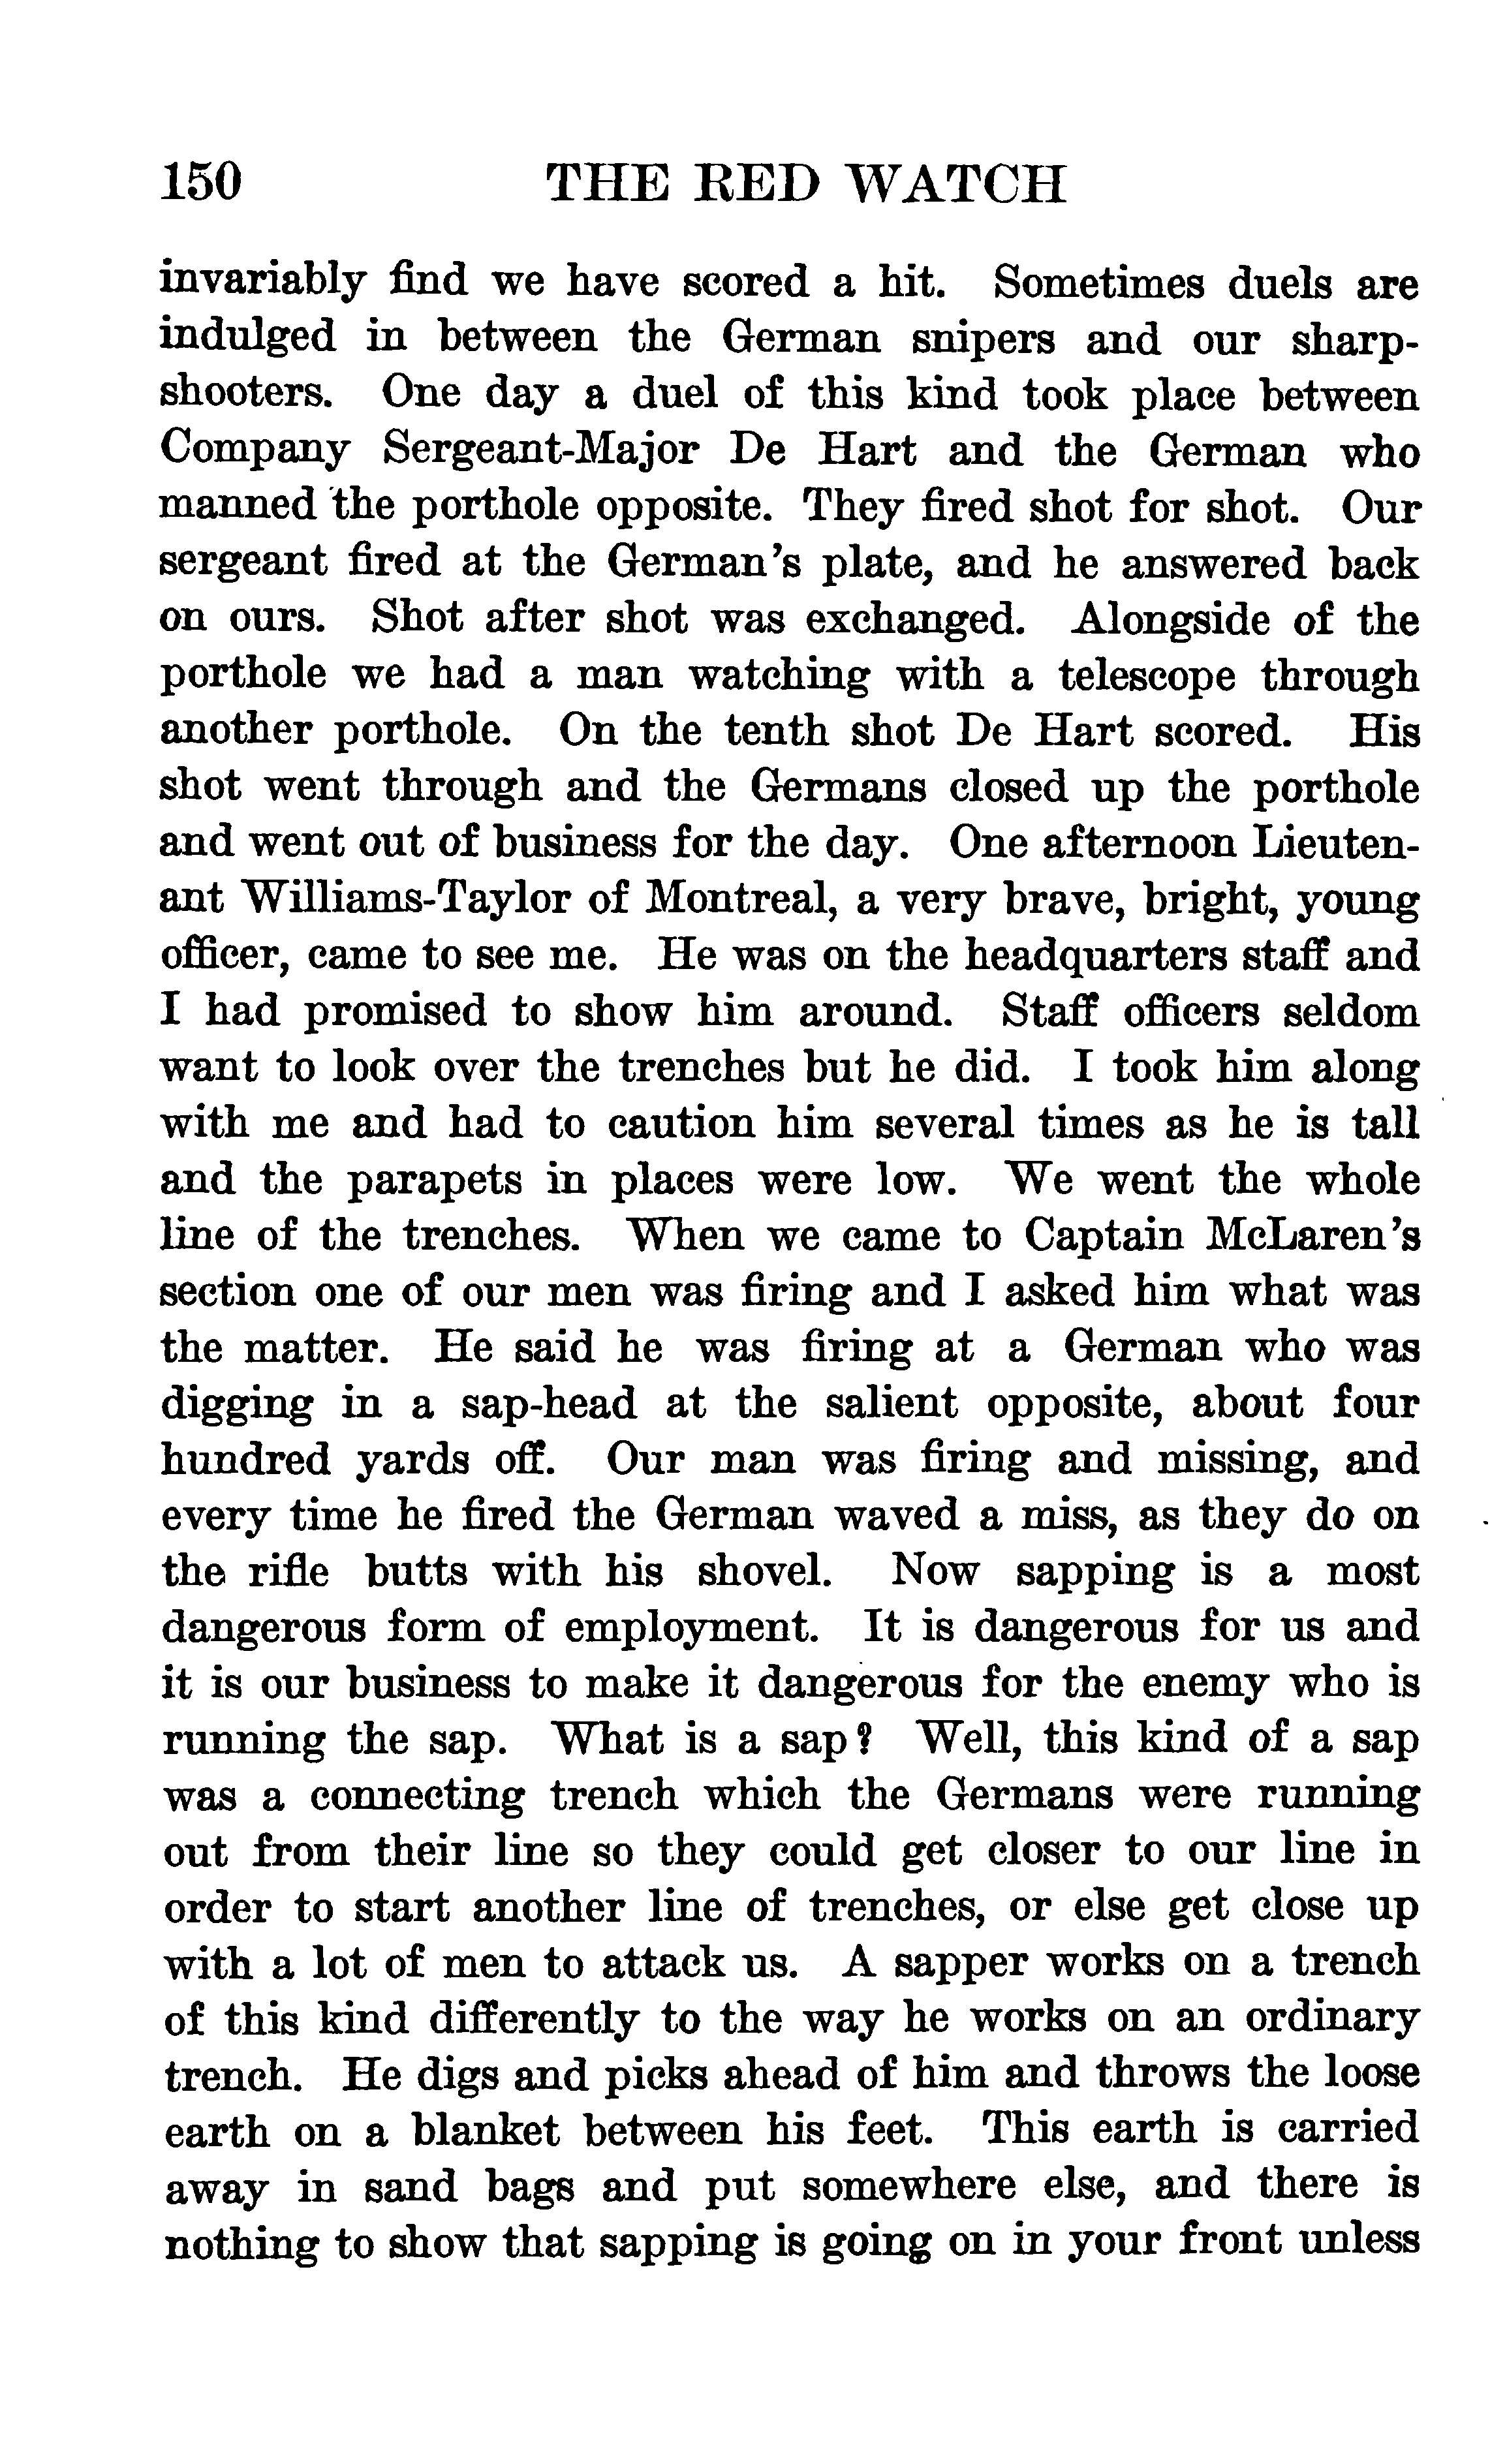 150 THE RED WATCH
invariably find we have scored a hit. Sometimes duels are
indulged in between the German snipers and our sharp-
shooters. One day a duel of this kind took place between
Company Sergeant-Major De Hart and the German who
manned the porthole opposite. They fired shot for shot. Our
sergeant fired at the German's plate, and he answered back
on ours. Shot after shot was exchanged. Alongside of the
porthole we had a man watching with a telescope through
another porthole. On the tenth shot De Hart scored. His
shot went through and the Germans closed up the porthole
and went out of business for the day. One afternoon Lieuten-
ant Williams-Taylor of Montreal, a very brave, bright, young
officer, came to see me. He was on the headquarters staff and
I had promised to show him around. Staff officers seldom
want to look over the trenches but he did. I took him along
with me and had to caution him several times as he is tall
and the parapets in places were low. We went the whole
line of the trenches. When we came to Captain McLaren's
section one of our men was firing and I asked him what was
the matter. He said he was firing at a German who was
digging in a sap-head at the salient opposite, about four
hundred yards off. Our man was firing and missing, and
every time he fired the German waved a miss, as they do on
the rifle butts with his shovel. Now sapping is a most
dangerous form of employment. It is dangerous for us and
it is our business to make it dangerous for the enemy who is
running the sap. What is a sap? Well, this kind of a sap
was a connecting trench which the Germans were running
out from their line so they could get closer to our line in
order to start another line of trenches, or else get close up
with a lot of men to attack us. A sapper works on a trench
of this kind differently to the way he works on an ordinary
trench. He digs and picks ahead of him and throws the loose
earth on a blanket between his feet. This earth is carried
away in sand bags and put somewhere else, and there is
nothing to show that sapping is going on in your front unless